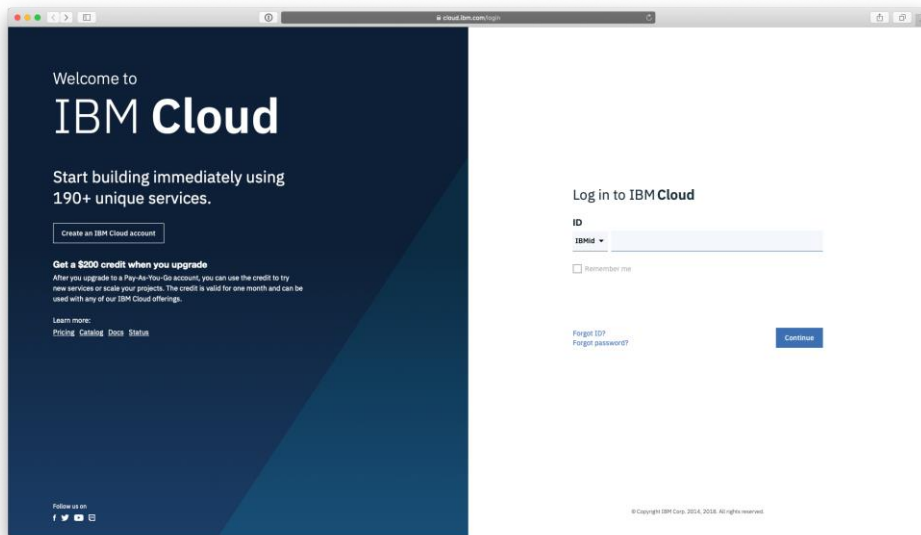 cloud.ibm.com/login
Welcome to
IBM Cloud
Start building immediately using
190+ unique services.
Create an IBM Cloud account
Get a $200 credit when you upgrade
After you upgrade to a Pay-As-You-Go account, you can use the credit to try
new services or scale your projects. The credit is valid for one month and can be
used with any of our IBM Cloud offerings.
Learn more:
Pricing Catalog Docs Status
Follow us on
Log in to IBM Cloud
ID
IBMid
Remember me
Forgot ID?
Forgot password?
Continue
© Copyright IBM Corp. 2014, 2018. All rights reserved.